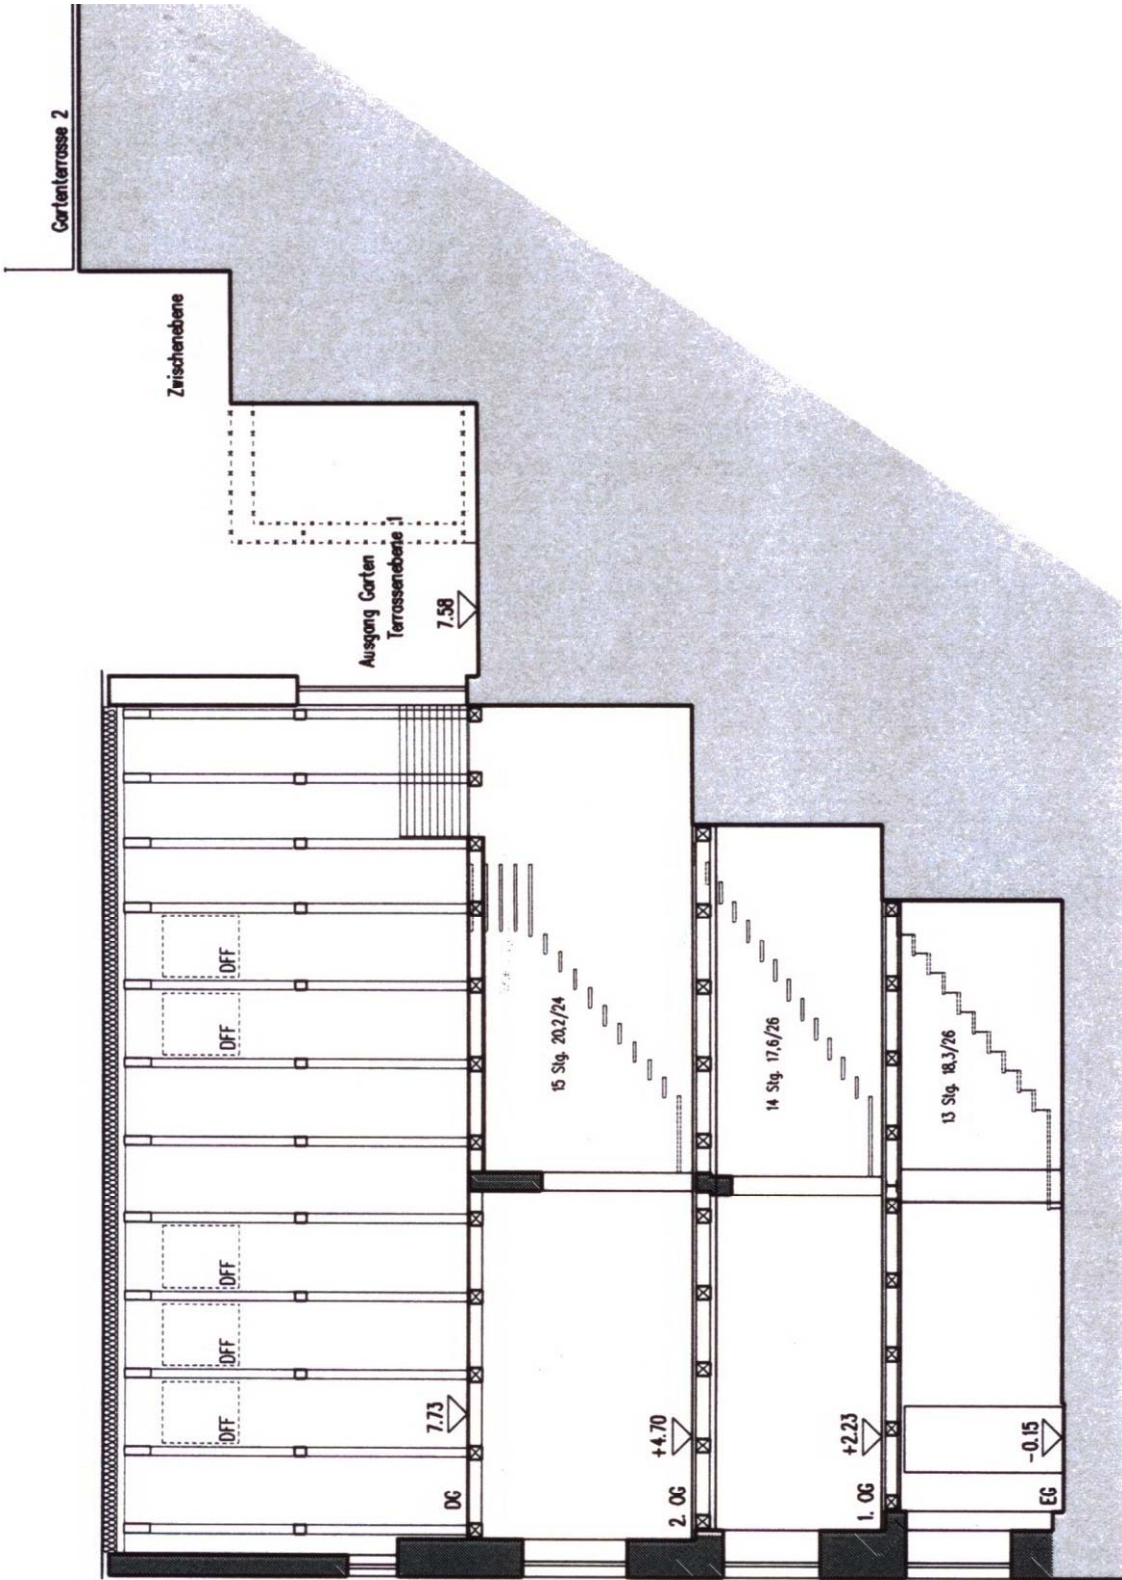 Gartenterrasse 2
Zwischenebene
Ausgang Garten
Terrassenebene 1
7.58
DFF
DFF
DFF
DFF
DFF
7.73
DG
15 Stg. 20,2/24
+4.70
2. OG
14 Stg. 17,6/26
+2.23
1. OG
13 Stg. 18,3/26
-0.15
EG